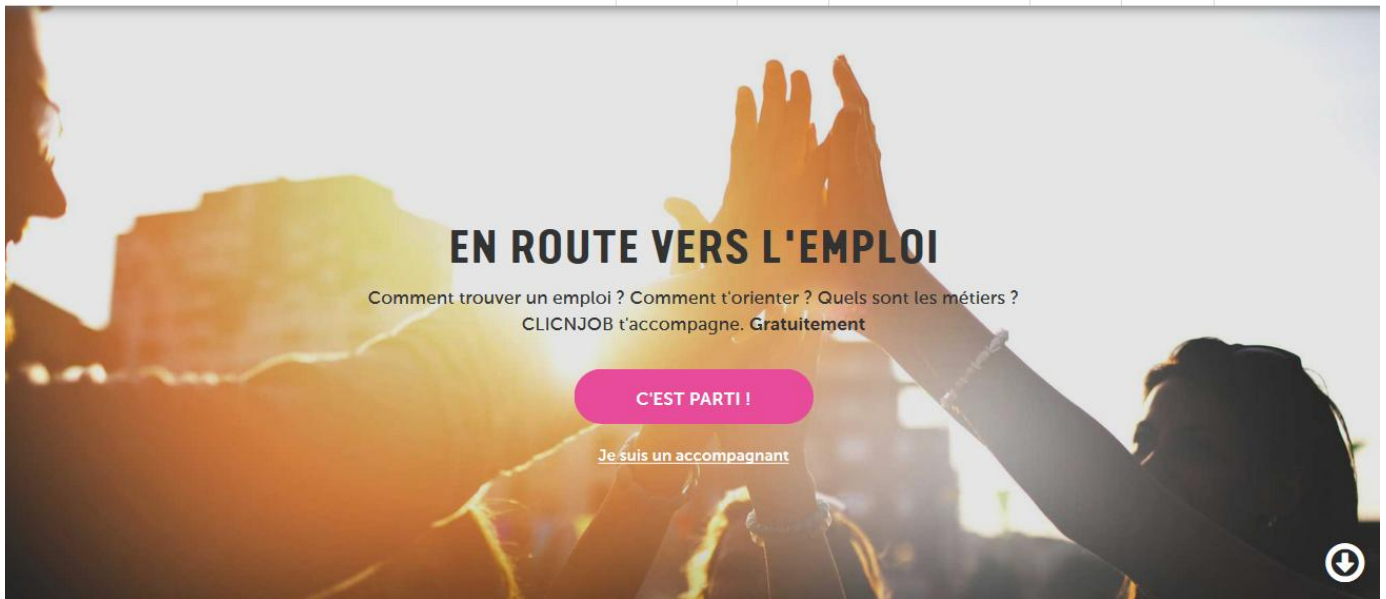 EN ROUTE VERS L'EMPLOI
Comment trouver un emploi ? Comment t'orienter ? Quels sont les métiers ?
CLICNJOB t'accompagne. Gratuitement
C'EST PARTI !
Je suis un accompagnant